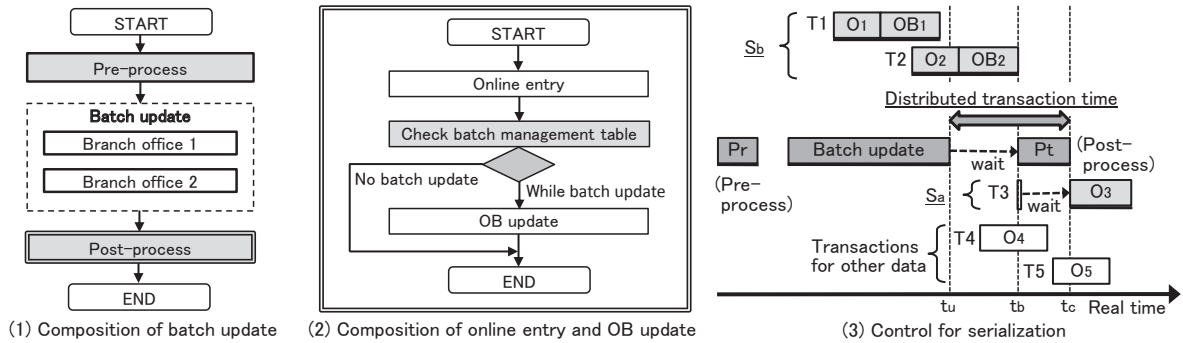 START
Pre-process
Batch update
Branch office 1
Branch office 2
Post-process
END
(1) Composition of batch update
START
Online entry
Check batch management table
No batch update
While batch update
OB update
END
(2) Composition of online entry and OB update
Sb
T1
O1
OB1
T2
O2
OB2
Distributed transaction time
Pr
Batch update
wait
Pt
(Pre-
process)
(Post-
process)
Sa
T3
wait
O3
Transactions
for other data
T4
O4
T5
O5
tu
tb
tc
Real time
(3) Control for serialization